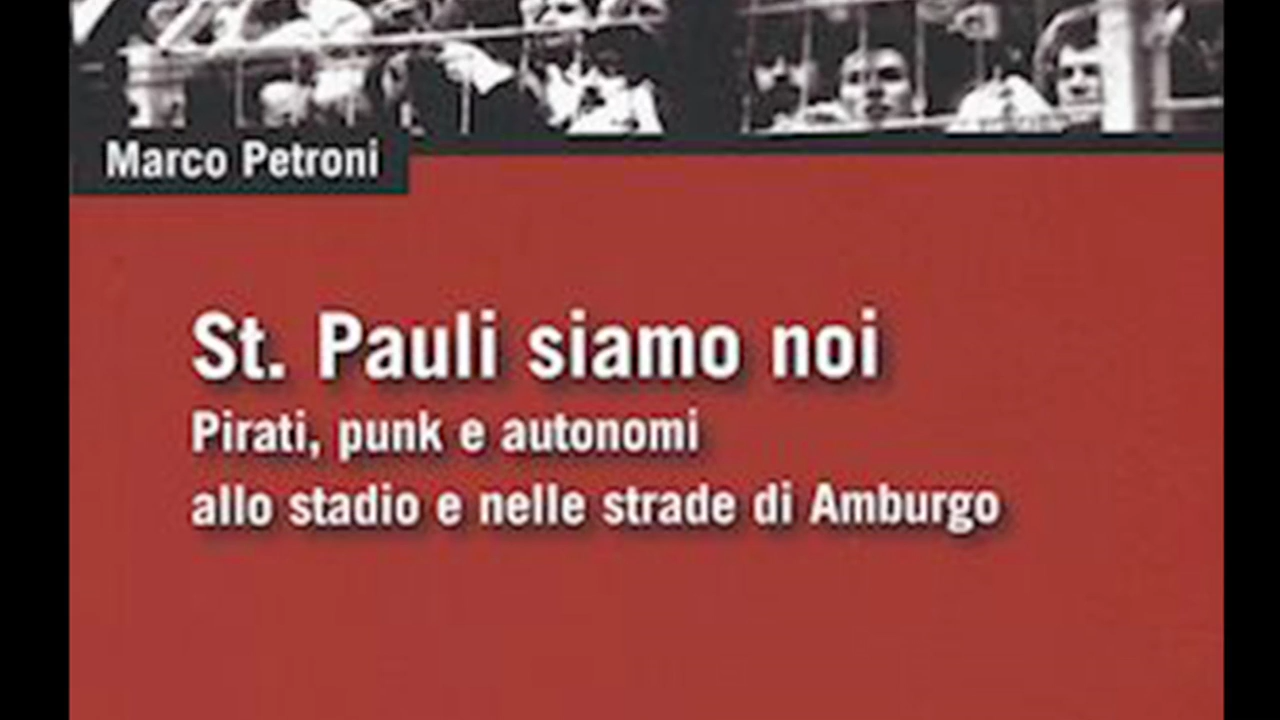 Marco Petroni
St. Pauli siamo noi
Pirati, punk e autonomi
allo stadio e nelle strade di Amburgo